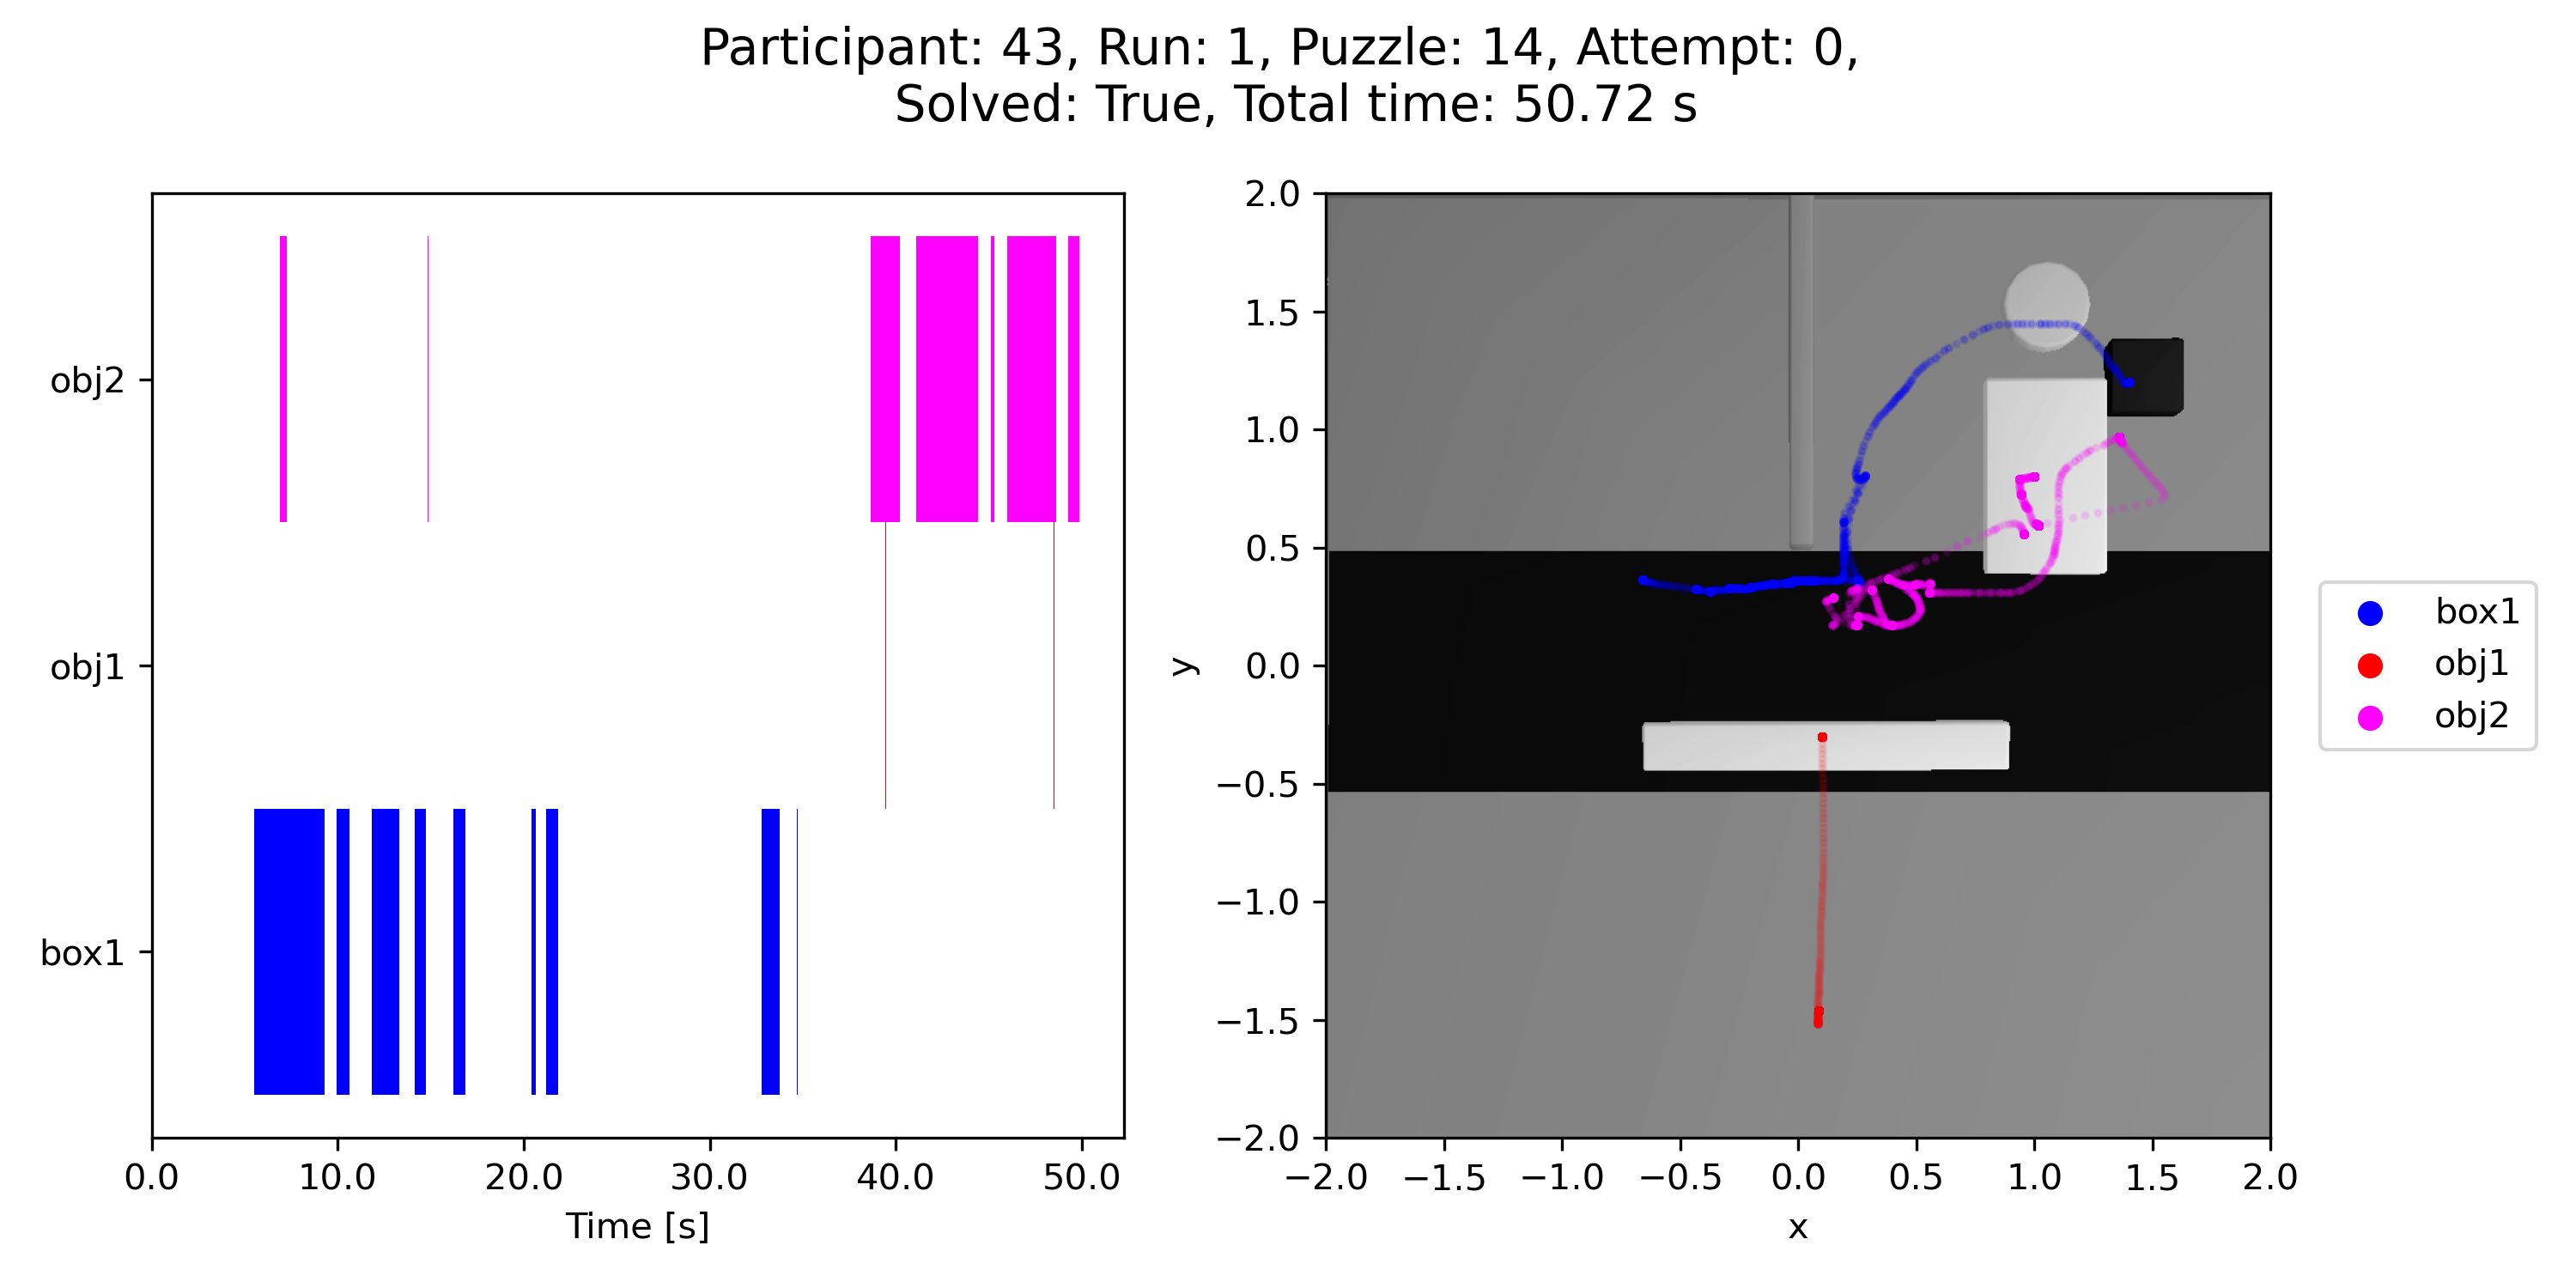 Participant: 43, Run: 1, Puzzle: 14, Attempt: 0,
Solved: True, Total time: 50.72 s
obj2
obj1
box1
0.0 10.0 20.0 30.0 40.0 50.0
Time [s]
2.0
1.5
1.0
0.5
0.0
−0.5
−1.0
−1.5
−2.0
y
−2.0 −1.5 −1.0 −0.5 0.0 0.5 1.0 1.5 2.0
x
box1
obj1
obj2